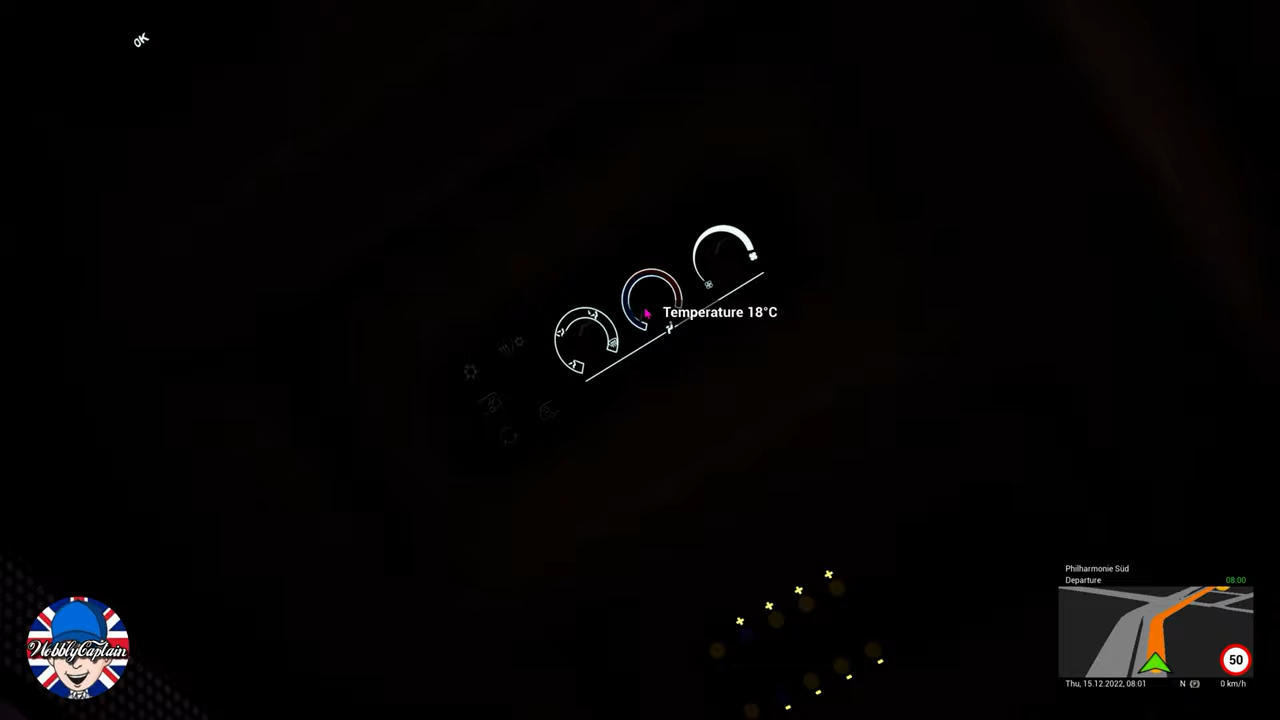 OK
Temperature 18°C
Philharmonie Süd
Departure 08:00
50
Thu, 15.12.2022, 08:01 N P 0 km/h
NobblyCaptain